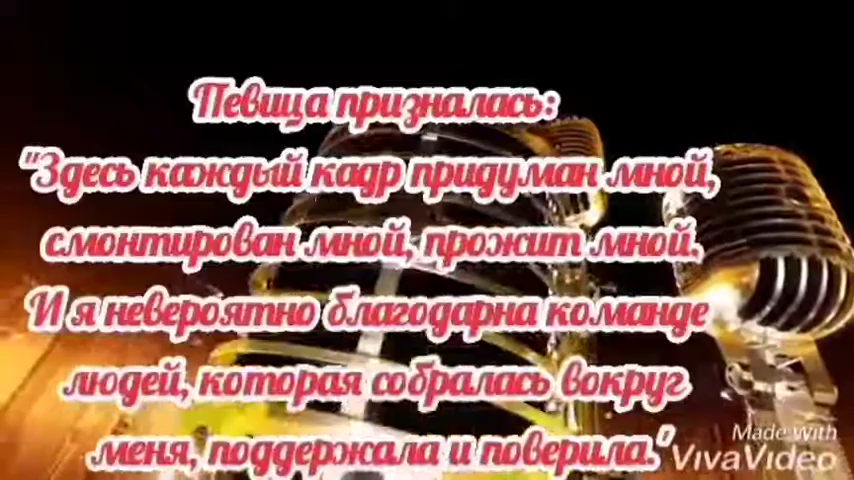 Певица призналась:
"Здесь каждый кадр придуман мной,
смонтирован мной, прожит мной.
И я невероятно благодарна команде
людей, которая собралась вокруг
меня, поддержала и поверила."
Made With
VivaVideo